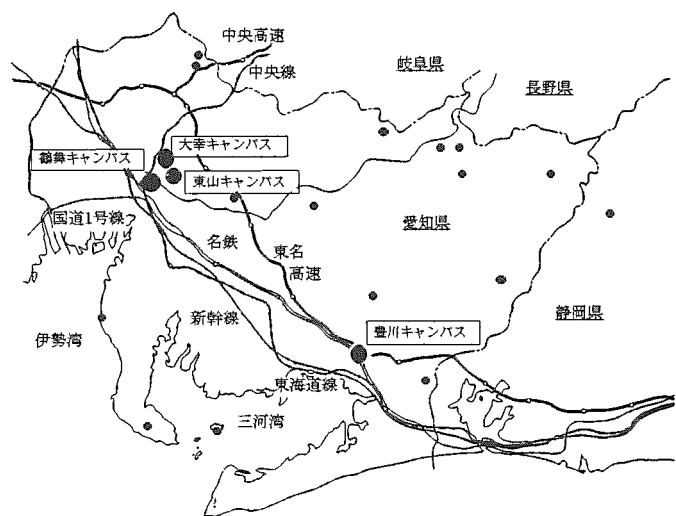 中央高速
中央線
岐阜県
長野県
大幸キャンパス
鶴舞キャンパス
東山キャンパス
国道1号線
愛知県
名鉄
東名
高速
新幹線
静岡県
伊勢湾
豊川キャンパス
東海道線
三河湾